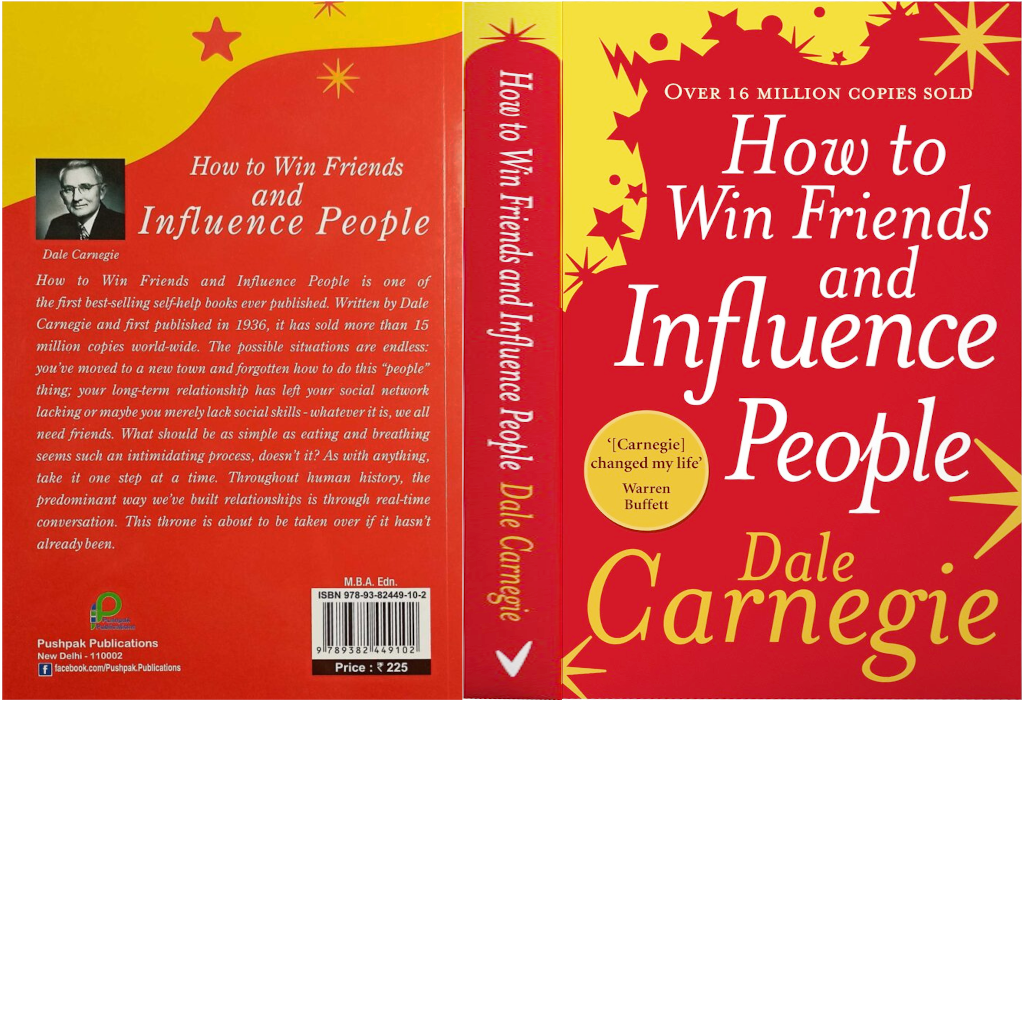 How to Win Friends
and
Influence People
Dale Carnegie
How to Win Friends and Influence People is one of
the first best-selling self-help books ever published. Written by Dale
Carnegie and first published in 1936, it has sold more than 15
million copies world-wide. The possible situations are endless:
you've moved to a new town and forgotten how to do this “people”
thing; your long-term relationship has left your social network
lacking or maybe you merely lack social skills - whatever it is, we all
need friends. What should be as simple as eating and breathing
seems such an intimidating process, doesn't it? As with anything,
take it one step at a time. Throughout human history, the
predominant way we've built relationships is through real-time
conversation. This throne is about to be taken over if it hasn't
already been.
Pushpak Publications
New Delhi - 110002
facebook.com/Pushpak.Publications
M.B.A. Edn.
ISBN 978-93-82449-10-2
9 789382 449102
Price : ₹ 225
How to Win Friends and Influence People Dale Carnegie
OVER 16 MILLION COPIES SOLD
How to
Win Friends
and
Influence
People
‘[Carnegie]
changed my life’
Warren
Buffett
Dale
Carnegie